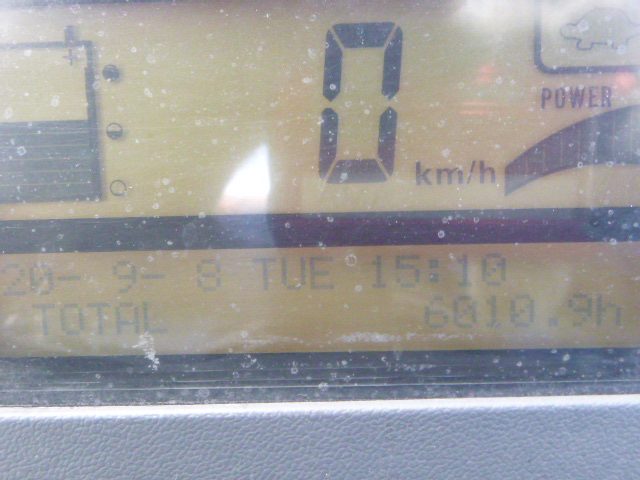 0 km/h
POWER
20- 9- 8 TUE 15:10
TOTAL 6010.9h